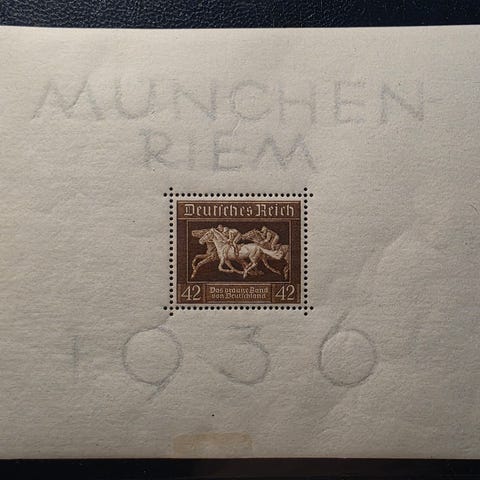 MUNCHEN-
RIEM
Deutsches Reich
42 Das braune Band 42
von Deutschland
1936